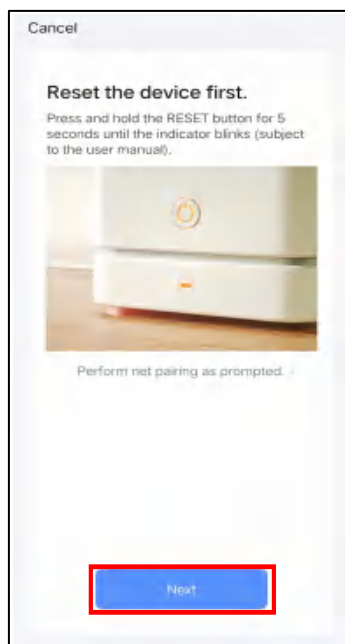 Cancel
Reset the device first.
Press and hold the RESET button for 5
seconds until the indicator blinks (subject
to the user manual).
Perform net pairing as prompted.
Next